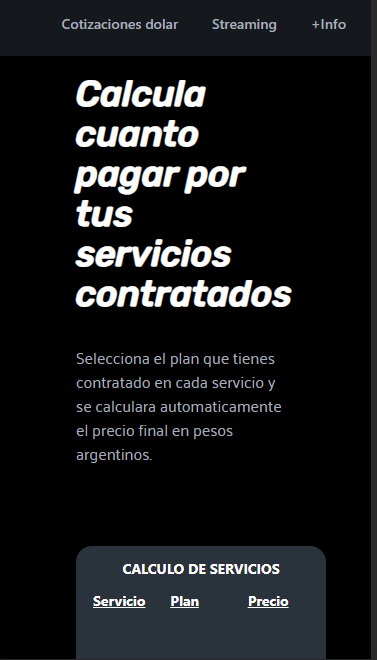 Cotizaciones dolar Streaming +Info
Calcula
cuanto
pagar por
tus
servicios
contratados
Selecciona el plan que tienes
contratado en cada servicio y
se calculara automaticamente
el precio final en pesos
argentinos.
CALCULO DE SERVICIOS
Servicio Plan Precio